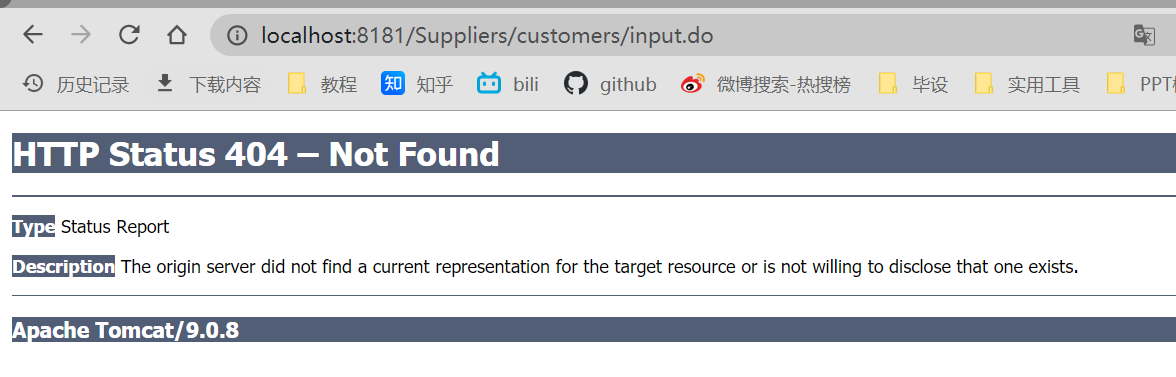 localhost:8181/Suppliers/customers/input.do
历史记录 下载内容 教程 知 知乎 bili github 微博搜索-热搜榜 毕设 实用工具 PPT
HTTP Status 404 – Not Found
Type Status Report
Description The origin server did not find a current representation for the target resource or is not willing to disclose that one exists.
Apache Tomcat/9.0.8